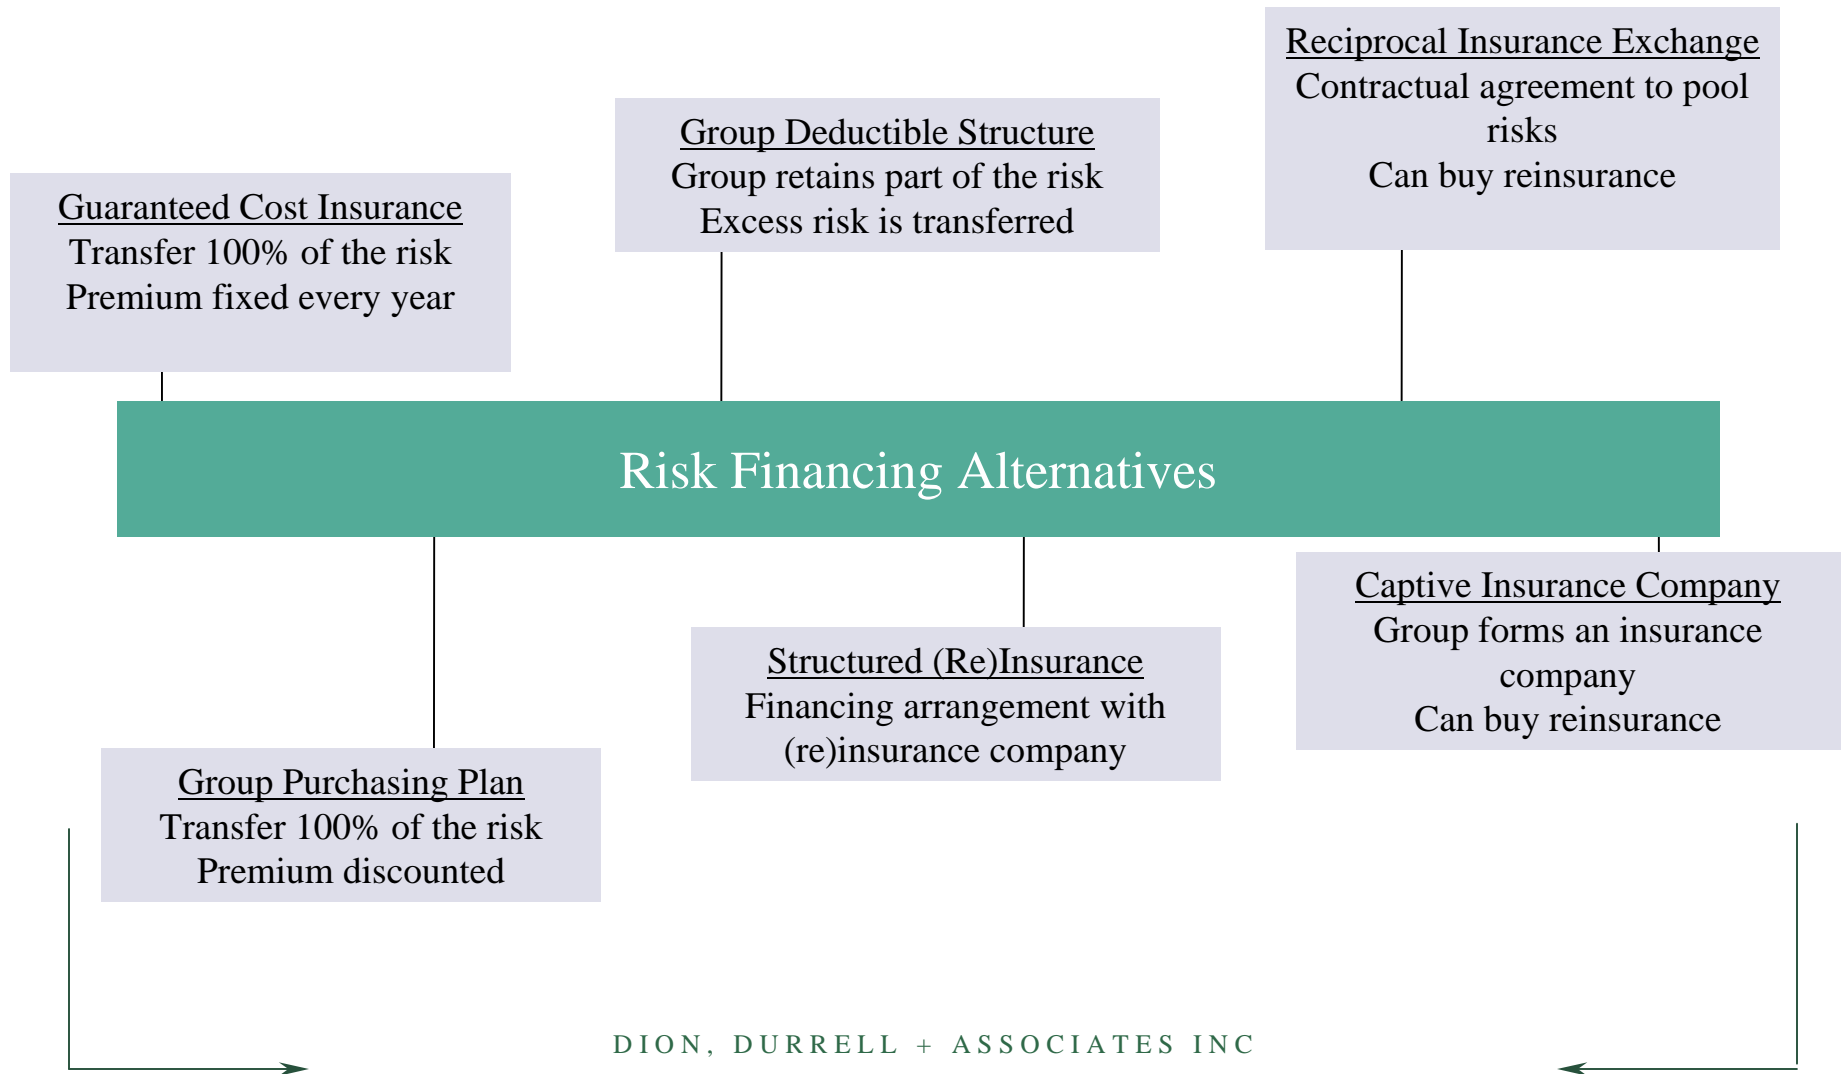 Reciprocal Insurance Exchange
Contractual agreement to pool
risks
Can buy reinsurance
Group Deductible Structure
Group retains part of the risk
Excess risk is transferred
Guaranteed Cost Insurance
Transfer 100% of the risk
Premium fixed every year
Risk Financing Alternatives
Captive Insurance Company
Group forms an insurance
company
Can buy reinsurance
Structured (Re)Insurance
Financing arrangement with
(re)insurance company
Group Purchasing Plan
Transfer 100% of the risk
Premium discounted
DION, DURRELL + ASSOCIATES INC